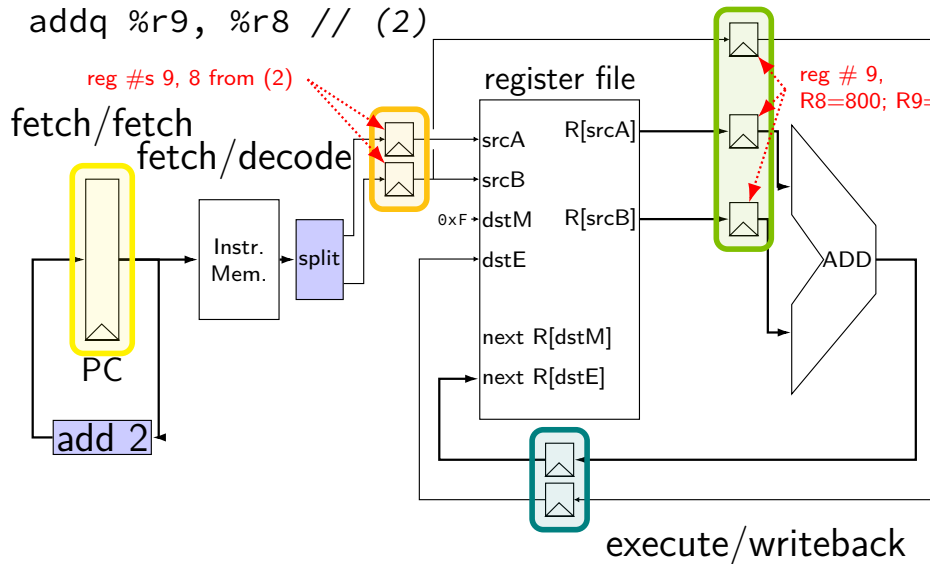 addq %r9, %r8 // (2)
reg #s 9, 8 from (2)
fetch/fetch
fetch/decode
register file
reg # 9,
R8=800; R9=
PC
add 2
Instr.
Mem.
split
0xF
srcA
srcB
dstM
dstE
R[srcA]
R[srcB]
next R[dstM]
next R[dstE]
ADD
execute/writeback